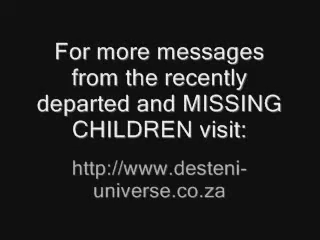 For more messages
from the recently
departed and MISSING
CHILDREN visit:
http://www.desteni-
universe.co.za